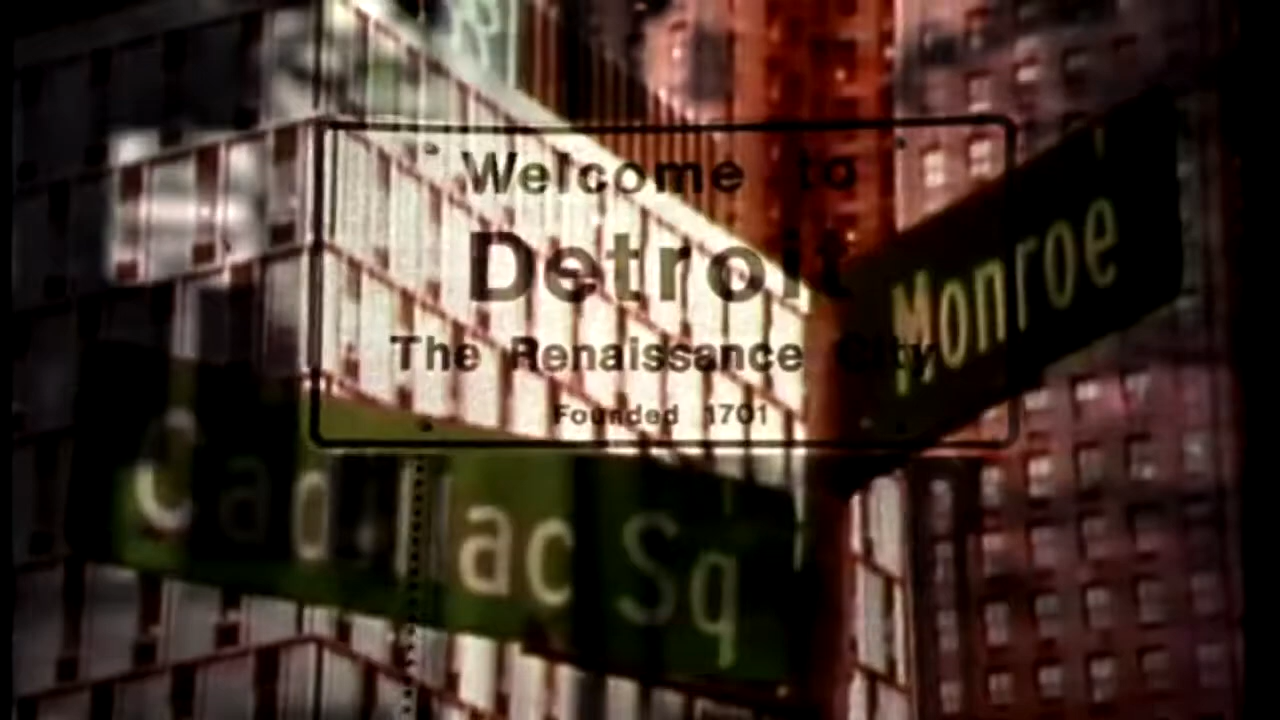 Welcome to
Detroit
The Renaissance City
Founded 1701
Monroe
Cadillac Sq